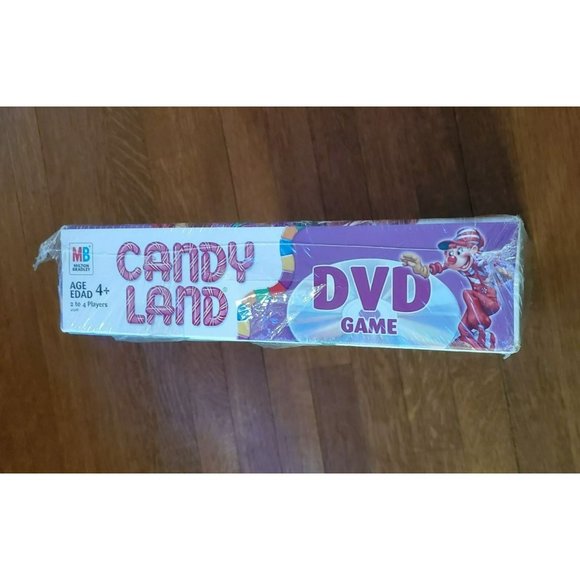 MB
MILTON
BRADLEY
AGE
EDAD 4+
2 to 4 Players
CANDY
LAND®
DVD
GAME